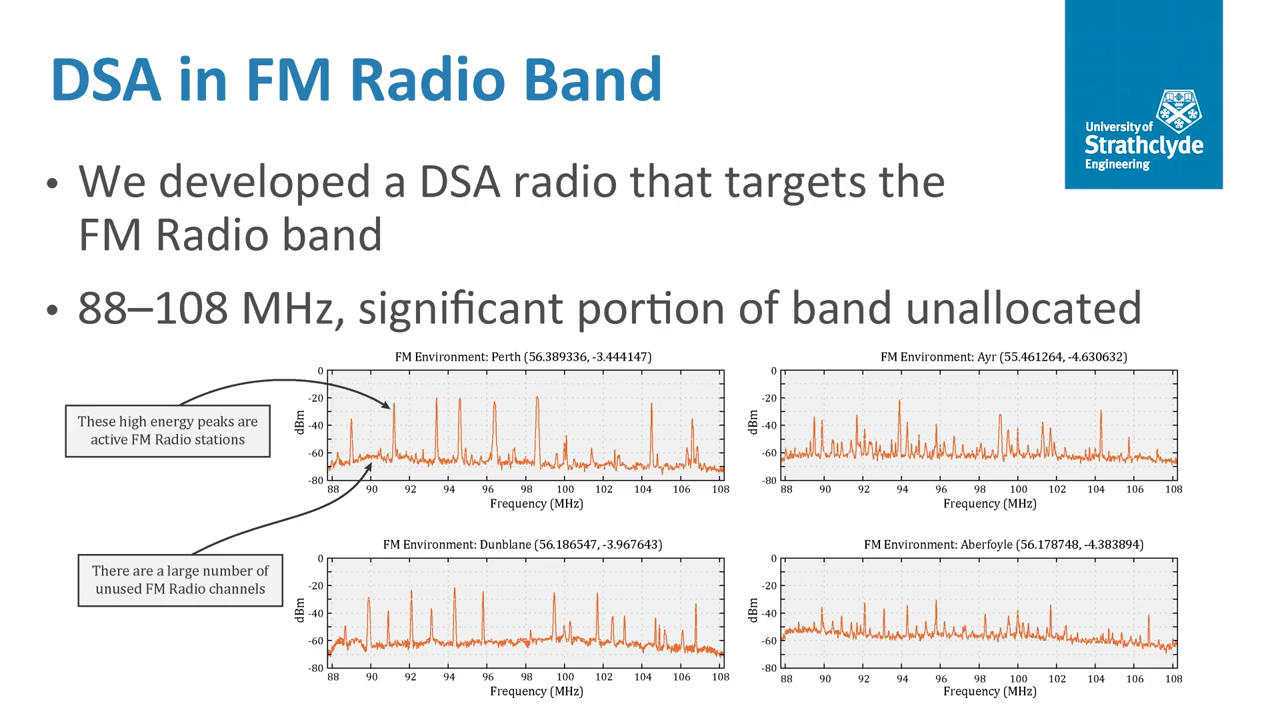 DSA in FM Radio Band
University of
Strathclyde
Engineering
• We developed a DSA radio that targets the
FM Radio band
• 88–108 MHz, significant portion of band unallocated
These high energy peaks are
active FM Radio stations
There are a large number of
unused FM Radio channels
FM Environment: Perth (56.389336, -3.444147)
dBm
0
-20
-40
-60
-80
88 90 92 94 96 98 100 102 104 106 108
Frequency (MHz)
FM Environment: Ayr (55.461264, -4.630632)
dBm
0
-20
-40
-60
-80
88 90 92 94 96 98 100 102 104 106 108
Frequency (MHz)
FM Environment: Dunblane (56.186547, -3.967643)
dBm
0
-20
-40
-60
-80
88 90 92 94 96 98 100 102 104 106 108
Frequency (MHz)
FM Environment: Aberfoyle (56.178748, -4.383894)
dBm
0
-20
-40
-60
-80
88 90 92 94 96 98 100 102 104 106 108
Frequency (MHz)